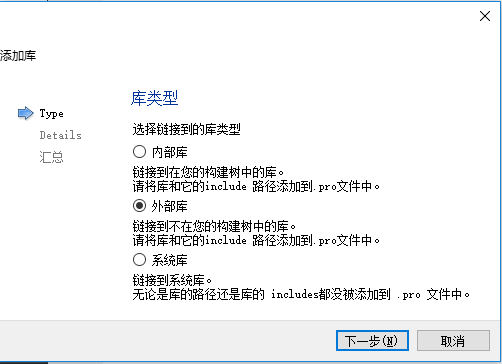 添加库
库类型
Type
Details
汇总
选择链接到的库类型
内部库
链接到在您的构建树中的库。
请将库和它的include 路径添加到.pro文件中。
外部库
链接到不在您的构建树中的库。
请将库和它的include 路径添加到.pro文件中。
系统库
链接到系统库。
无论是库的路径还是库的 includes都没被添加到 .pro 文件中。
下一步(N)
取消